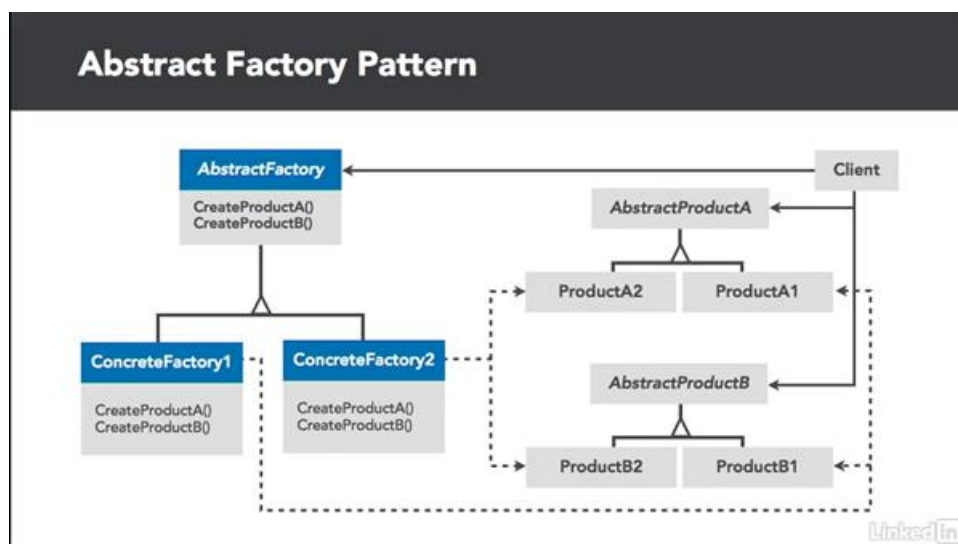 Abstract Factory Pattern
AbstractFactory
CreateProductA()
CreateProductB()
Client
AbstractProductA
ProductA2
ProductA1
ConcreteFactory1
CreateProductA()
CreateProductB()
ConcreteFactory2
CreateProductA()
CreateProductB()
AbstractProductB
ProductB2
ProductB1
LinkedIn